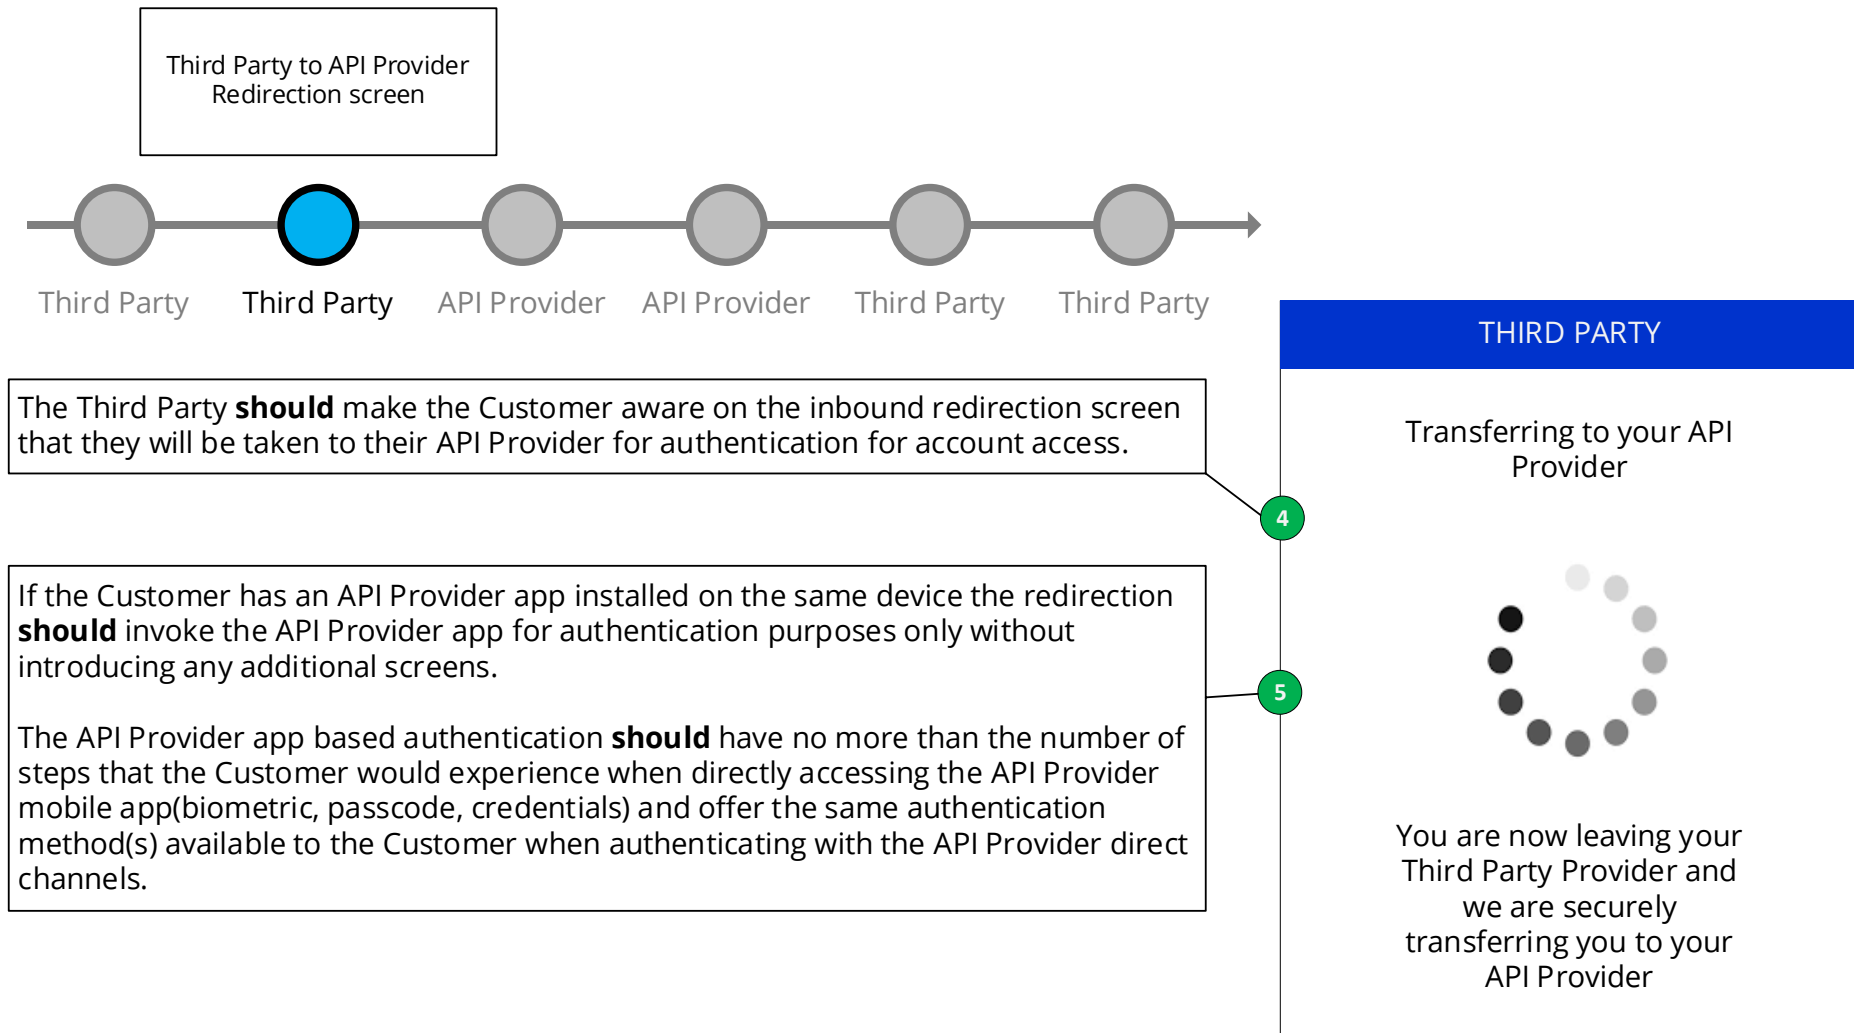 Third Party to API Provider
Redirection screen
Third Party
Third Party
API Provider
API Provider
Third Party
Third Party
The Third Party should make the Customer aware on the inbound redirection screen
that they will be taken to their API Provider for authentication for account access.
4
If the Customer has an API Provider app installed on the same device the redirection
should invoke the API Provider app for authentication purposes only without
introducing any additional screens.
The API Provider app based authentication should have no more than the number of
steps that the Customer would experience when directly accessing the API Provider
mobile app(biometric, passcode, credentials) and offer the same authentication
method(s) available to the Customer when authenticating with the API Provider direct
channels.
5
THIRD PARTY
Transferring to your API
Provider
You are now leaving your
Third Party Provider and
we are securely
transferring you to your
API Provider